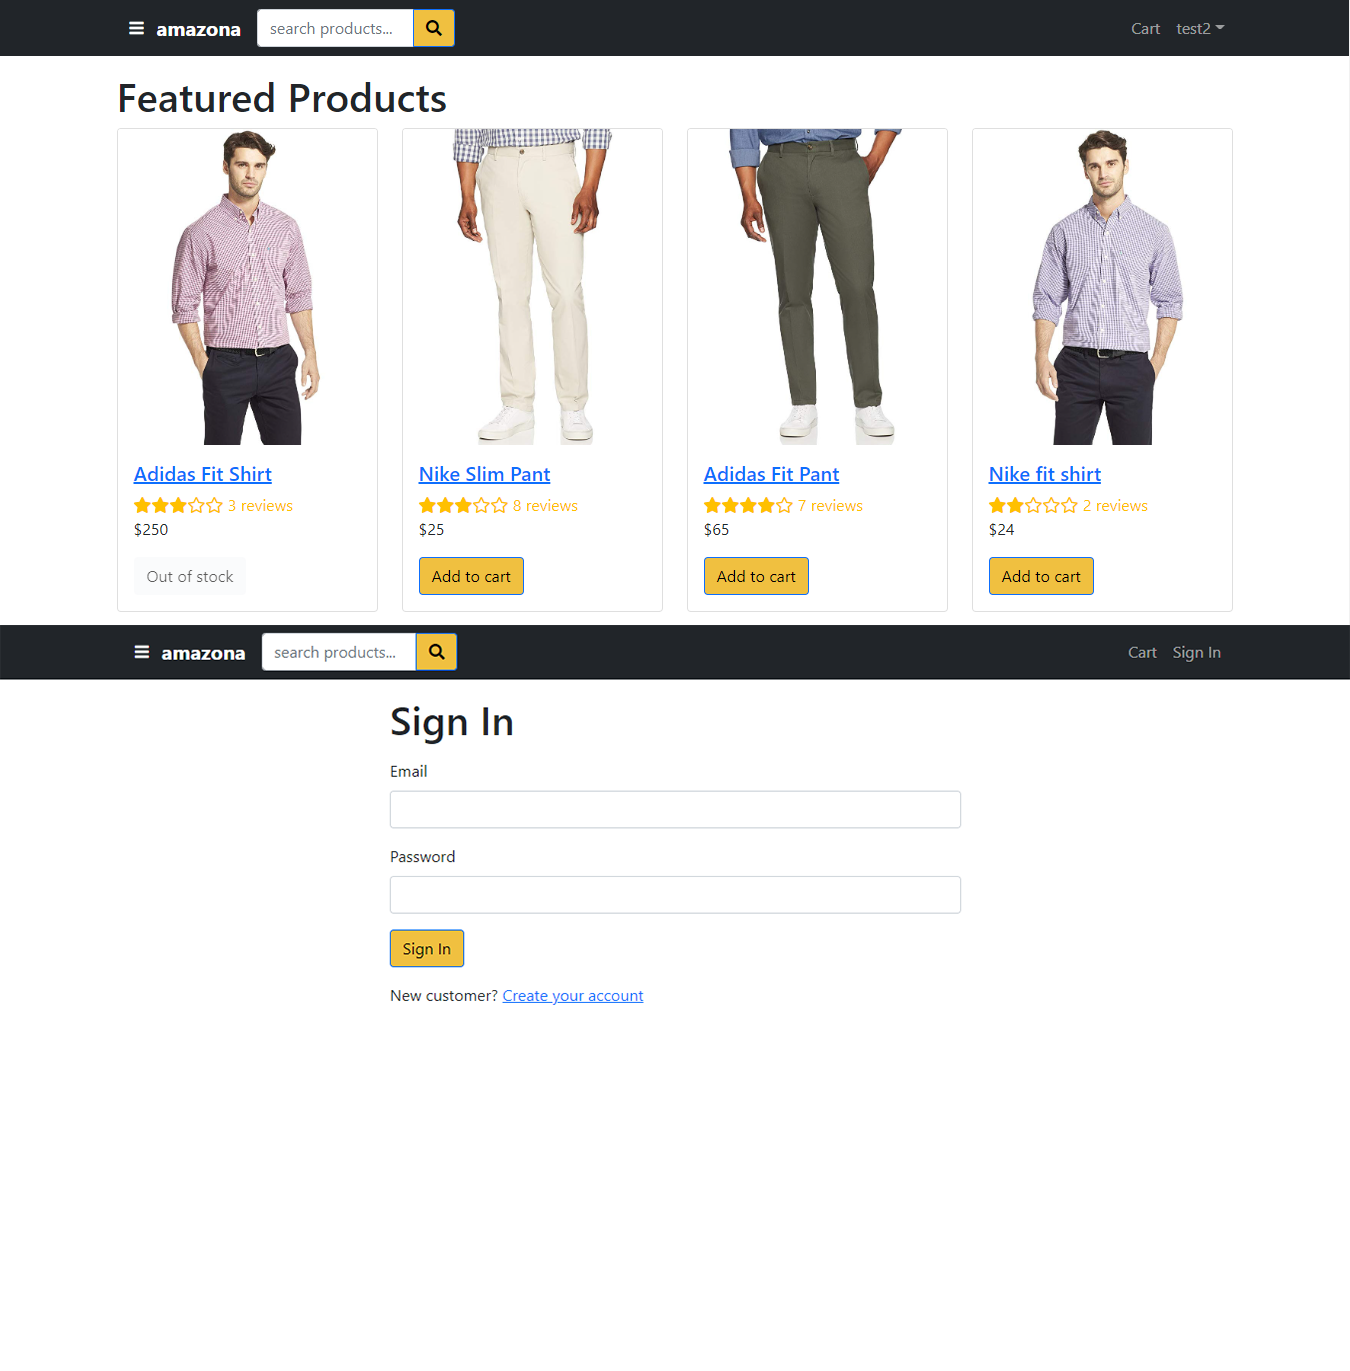 amazona search products... Cart test2
Featured Products
Adidas Fit Shirt
3 reviews
$250
Out of stock
Nike Slim Pant
8 reviews
$25
Add to cart
Adidas Fit Pant
7 reviews
$65
Add to cart
Nike fit shirt
2 reviews
$24
Add to cart
amazona search products... Cart Sign In
Sign In
Email
Password
Sign In
New customer? Create your account